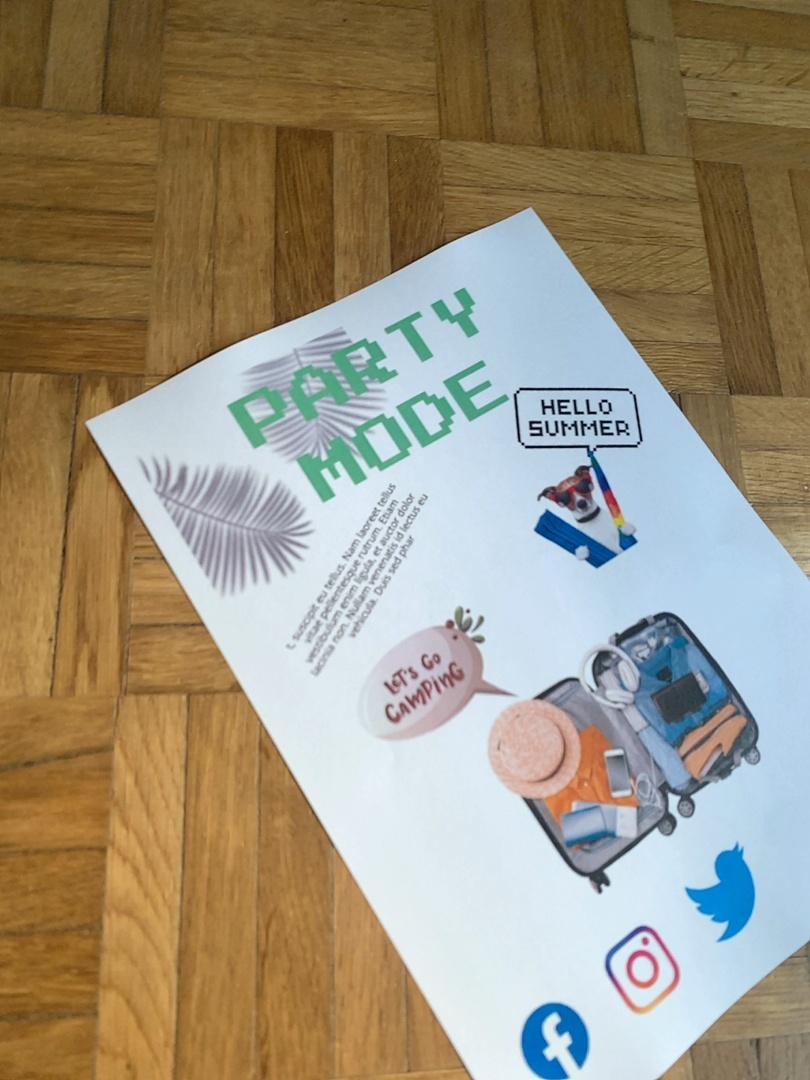 PARTY
MODE
HELLO
SUMMER
t. suscipit eu tellus. Nam laoreet tellus
vitae pellentesque rutrum. Etiam
vestibulum enim ligula, et auctor dolor
lacinia non. Nullam venenatis id lectus eu
vehicula. Duis sed phar
LET'S GO
CAMPING